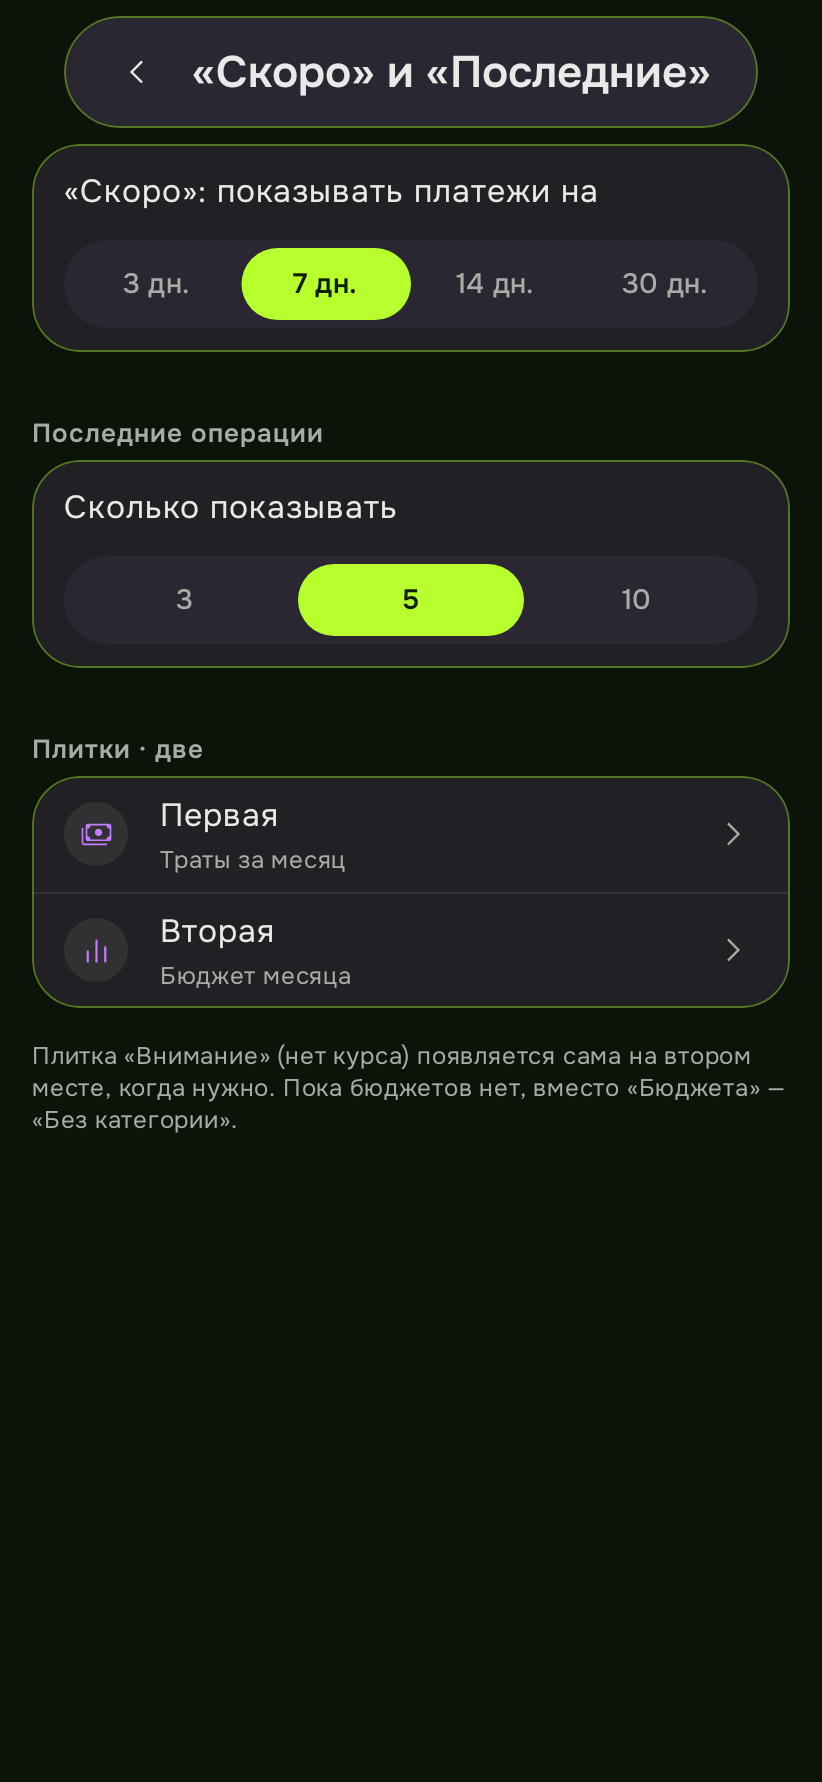 «Скоро» и «Последние»
«Скоро»: показывать платежи на
3 дн. 7 дн. 14 дн. 30 дн.
Последние операции
Сколько показывать
3 5 10
Плитки · две
Первая
Траты за месяц
Вторая
Бюджет месяца
Плитка «Внимание» (нет курса) появляется сама на втором
месте, когда нужно. Пока бюджетов нет, вместо «Бюджета» —
«Без категории».